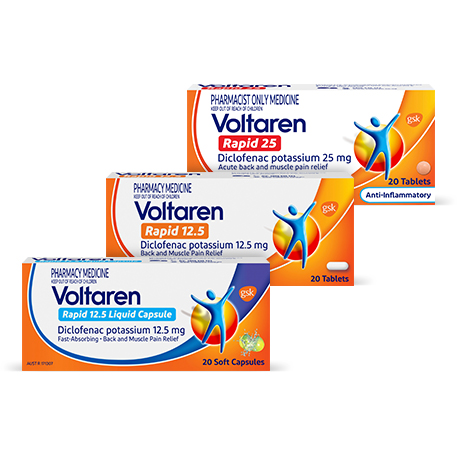 PHARMACIST ONLY MEDICINE
KEEP OUT OF REACH OF CHILDREN
Voltaren
Rapid 25
Diclofenac potassium 25 mg
Acute back and muscle pain relief
gsk
20 Tablets
Anti-Inflammatory
PHARMACY MEDICINE
KEEP OUT OF REACH OF CHILDREN
Voltaren
Rapid 12.5
Diclofenac potassium 12.5 mg
Back and Muscle Pain Relief
gsk
20 Tablets
PHARMACY MEDICINE
KEEP OUT OF REACH OF CHILDREN
Voltaren
Rapid 12.5 Liquid Capsule
Diclofenac potassium 12.5 mg
Fast-Absorbing • Back and Muscle Pain Relief
gsk
20 Soft Capsules